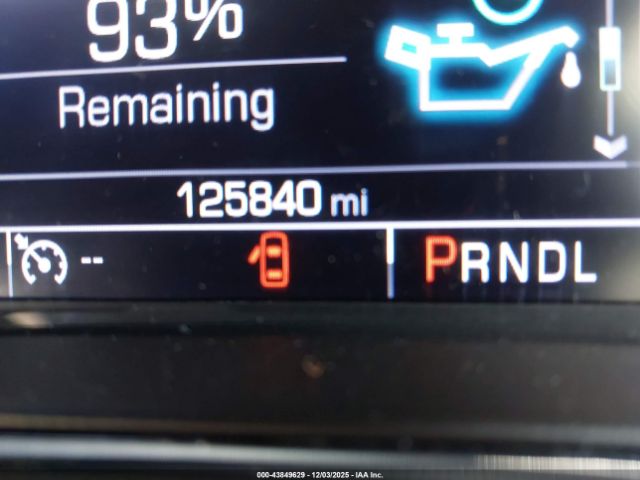 93%
Remaining
125840 mi
-- PRNDL
000-43849629 - 12/03/2025 - IAA Inc.